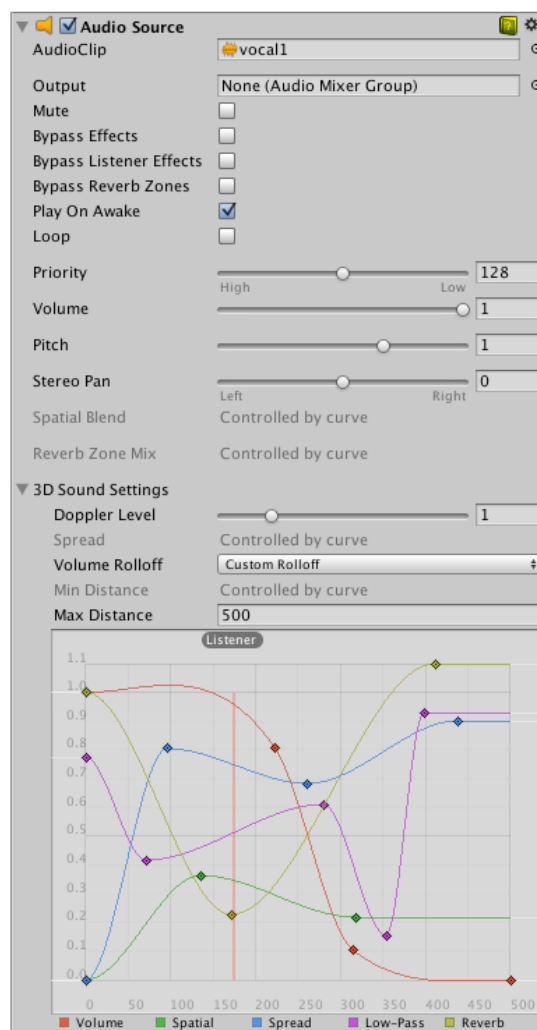 Audio Source
AudioClip vocal1
Output None (Audio Mixer Group)
Mute
Bypass Effects
Bypass Listener Effects
Bypass Reverb Zones
Play On Awake
Loop
Priority 128
High Low
Volume 1
Pitch 1
Stereo Pan 0
Left Right
Spatial Blend Controlled by curve
Reverb Zone Mix Controlled by curve
3D Sound Settings
Doppler Level 1
Spread Controlled by curve
Volume Rolloff Custom Rolloff
Min Distance Controlled by curve
Max Distance 500
Listener
1.1
1.0
0.9
0.8
0.7
0.6
0.5
0.4
0.3
0.2
0.1
0.0
0 50 100 150 200 250 300 350 400 450 500
Volume Spatial Spread Low-Pass Reverb